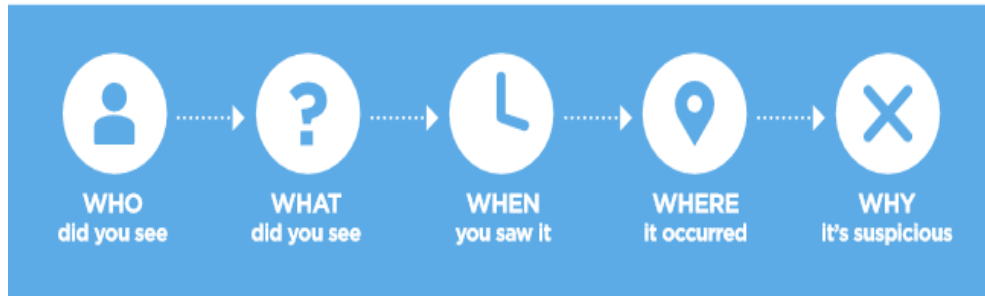 WHO
did you see
WHAT
did you see
WHEN
you saw it
WHERE
it occurred
WHY
it's suspicious